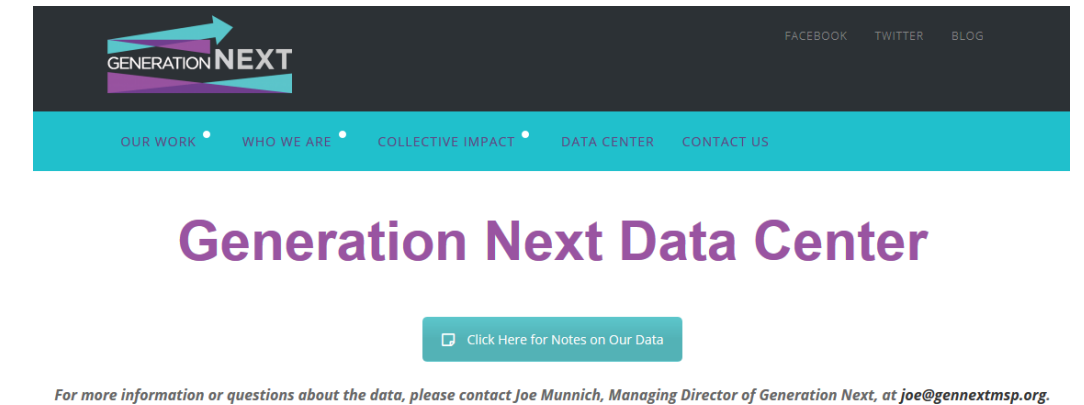 FACEBOOK TWITTER BLOG
GENERATION NEXT
OUR WORK WHO WE ARE COLLECTIVE IMPACT DATA CENTER CONTACT US
Generation Next Data Center
Click Here for Notes on Our Data
For more information or questions about the data, please contact Joe Munnich, Managing Director of Generation Next, at joe@gennextmsp.org.